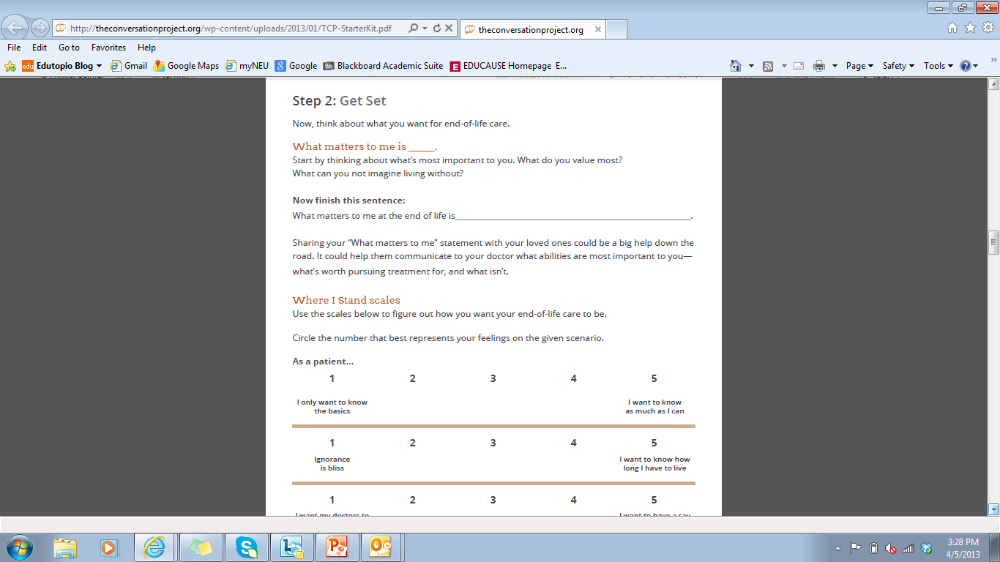 http://theconversationproject.org/wp-content/uploads/2013/01/TCP-StarterKit.pdf
theconversationproject.org
File Edit Go to Favorites Help
edu Edutopio Blog Gmail Google Maps myNEU Google Bb Blackboard Academic Suite E EDUCAUSE Homepage E...
Page Safety Tools
Step 2: Get Set
Now, think about what you want for end-of-life care.
What matters to me is _____.
Start by thinking about what's most important to you. What do you value most?
What can you not imagine living without?
Now finish this sentence:
What matters to me at the end of life is______________________________________________.
Sharing your “What matters to me” statement with your loved ones could be a big help down the
road. It could help them communicate to your doctor what abilities are most important to you—
what's worth pursuing treatment for, and what isn't.
Where I Stand scales
Use the scales below to figure out how you want your end-of-life care to be.
Circle the number that best represents your feelings on the given scenario.
As a patient...
1 2 3 4 5
I only want to know
the basics
I want to know
as much as I can
1 2 3 4 5
Ignorance
is bliss
I want to know how
long I have to live
1 2 3 4 5
I want my doctors to
I want to have a say
3:28 PM
4/5/2013